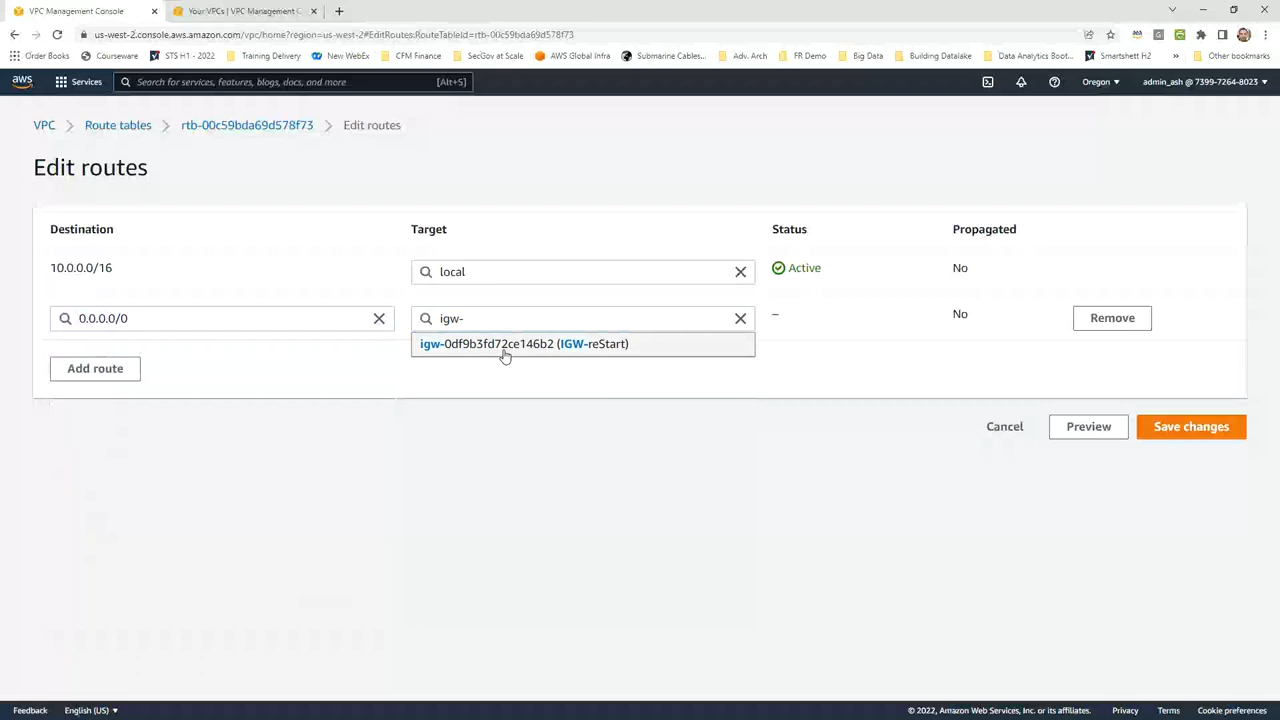 VPC Management Console
Your VPCs | VPC Management C
us-west-2.console.aws.amazon.com/vpc/home?region=us-west-2#EditRoutes:RouteTableId=rtb-00c59bda69d578f73
Order Books
Courseware
STS H1 - 2022
Training Delivery
New WebEx
CFM Finance
SecGov at Scale
AWS Global Infra
Submarine Cables...
Adv. Arch
FR Demo
Big Data
Building Datalake
Data Analytics Boot...
Smartshett H2
»
Other bookmarks
aws
Services
Search for services, features, blogs, docs, and more
[Alt+S]
Oregon
admin_ash @ 7399-7264-8023
VPC
Route tables
rtb-00c59bda69d578f73
Edit routes
Edit routes
Destination
Target
Status
Propagated
10.0.0.0/16
local
Active
No
0.0.0.0/0
igw-
–
No
Remove
igw-0df9b3fd72ce146b2 (IGW-reStart)
Add route
Cancel
Preview
Save changes
Feedback
English (US)
© 2022, Amazon Web Services, Inc. or its affiliates.
Privacy
Terms
Cookie preferences